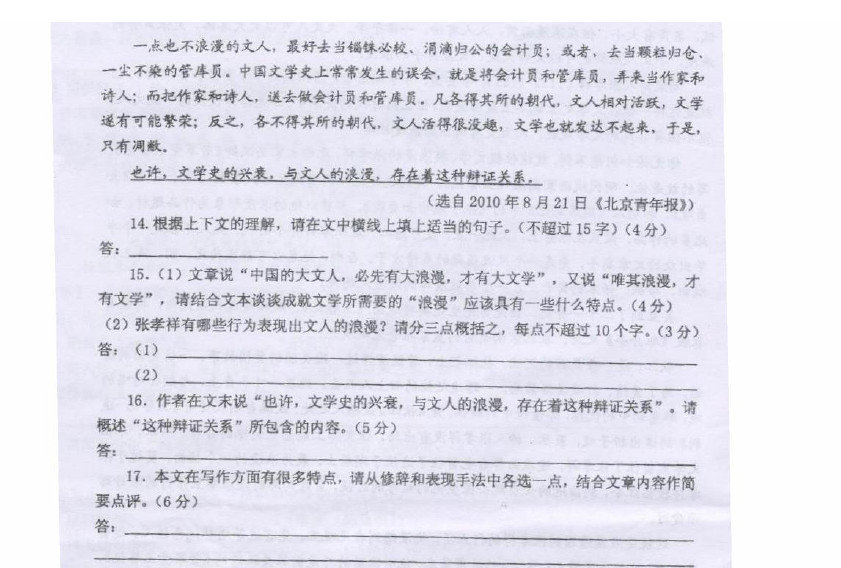 一点也不浪漫的文人，最好去当锱铢必较、涓滴归公的会计员；或者，去当颗粒归仓、
一尘不染的管库员。中国文学史上常常发生的误会，就是将会计员和管库员，弄来当作家和
诗人；而把作家和诗人，送去做会计员和管库员。凡各得其所的朝代，文人相对活跃，文学
遂有可能繁荣；反之，各不得其所的朝代，文人活得很没趣，文学也就发达不起来，于是，
只有凋敝。
也许，文学史的兴衰，与文人的浪漫，存在着这种辩证关系。
（选自 2010 年 8 月 21 日《北京青年报》）
14. 根据上下文的理解，请在文中横线上填上适当的句子。（不超过 15 字）（4 分）
答：
15.（1）文章说“中国的大文人，必先有大浪漫，才有大文学”，又说“唯其浪漫，才
有文学”，请结合文本谈谈成就文学所需要的“浪漫”应该具有一些什么特点。（4 分）
（2）张孝祥有哪些行为表现出文人的浪漫？请分三点概括之，每点不超过 10 个字。（3 分）
答：（1）
（2）
16. 作者在文末说“也许，文学史的兴衰，与文人的浪漫，存在着这种辩证关系”。请
概述“这种辩证关系”所包含的内容。（5 分）
答：
17. 本文在写作方面有很多特点，请从修辞和表现手法中各选一点，结合文章内容作简
要点评。（6 分）
答：